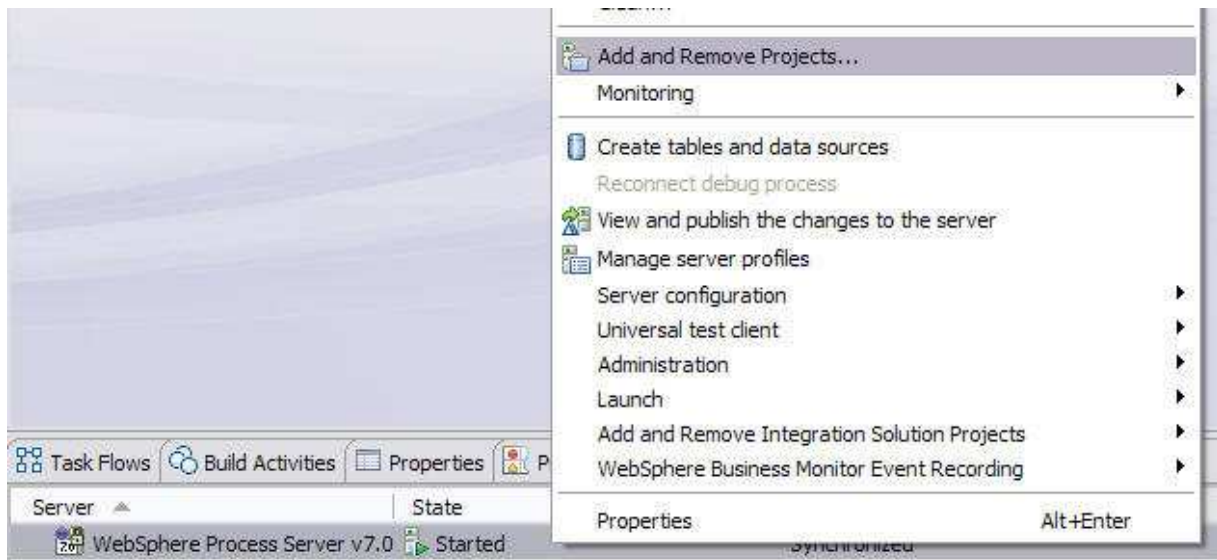 Add and Remove Projects...
Monitoring
Create tables and data sources
Reconnect debug process
View and publish the changes to the server
Manage server profiles
Server configuration
Universal test client
Administration
Launch
Add and Remove Integration Solution Projects
WebSphere Business Monitor Event Recording
Properties Alt+Enter
Task Flows Build Activities Properties P
Server State
WebSphere Process Server v7.0 Started Synchronized